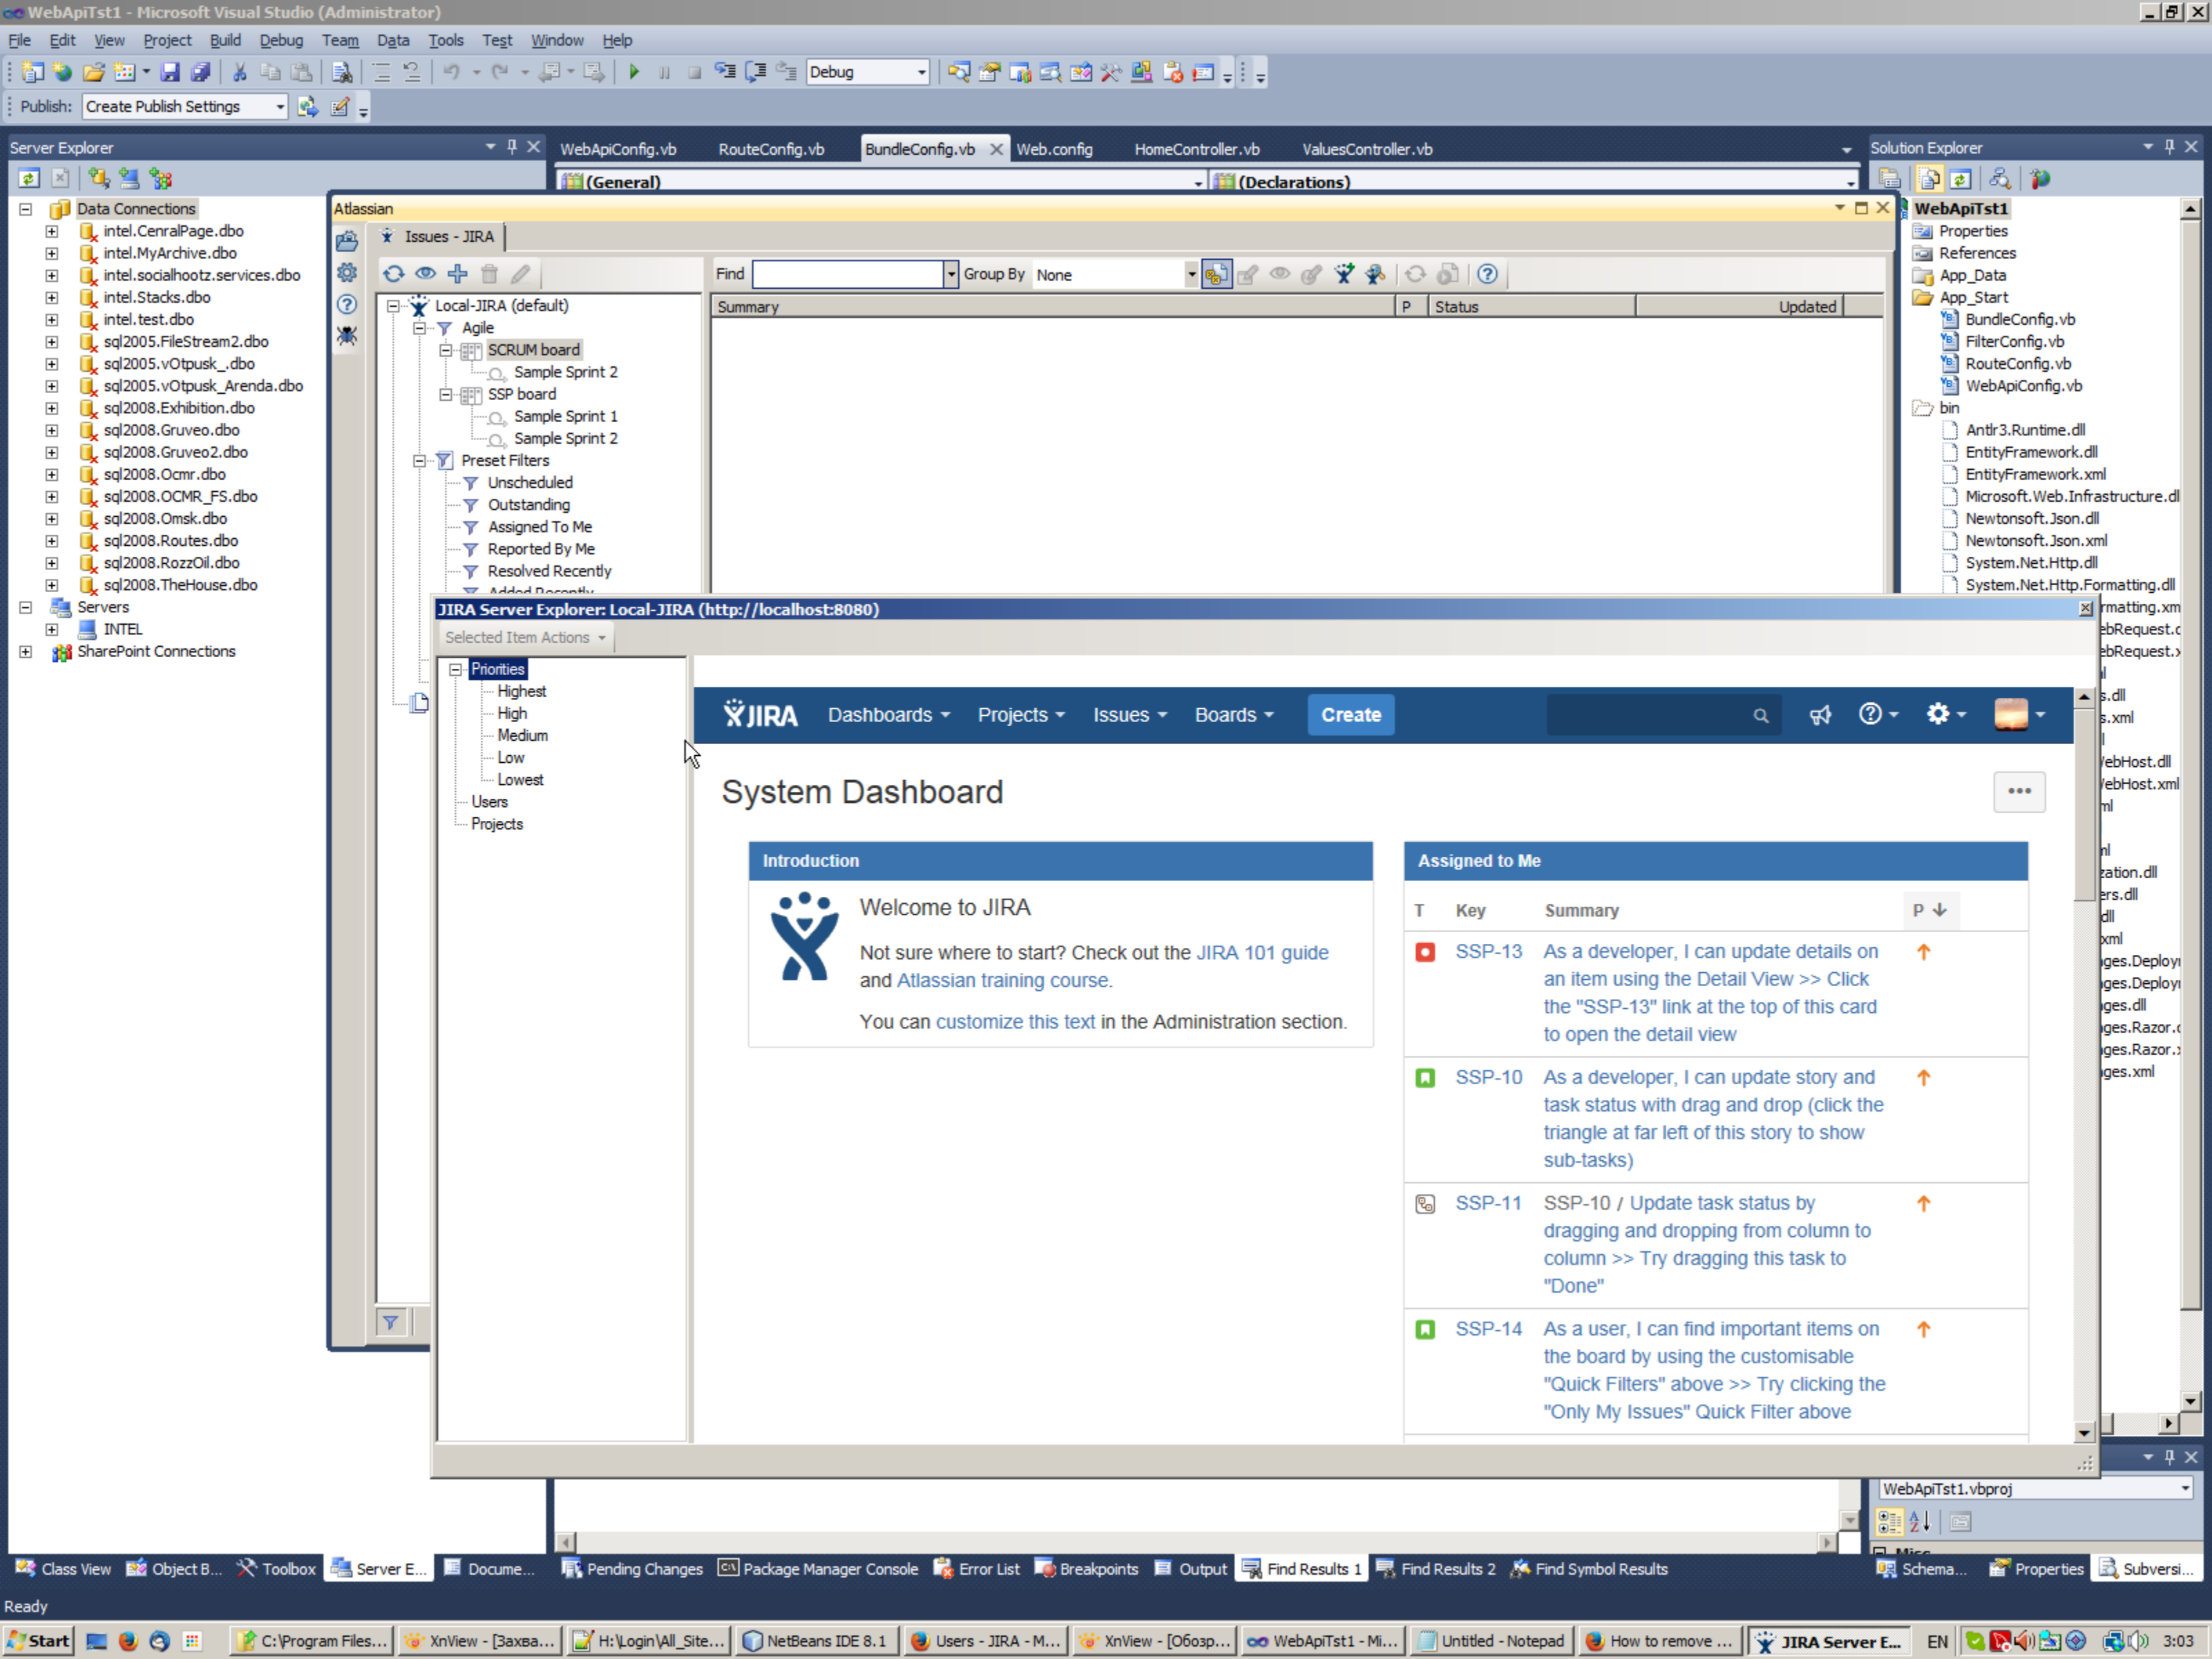 WebApiTst1 - Microsoft Visual Studio (Administrator)
File Edit View Project Build Debug Team Data Tools Test Window Help
Debug
Publish: Create Publish Settings
Server Explorer
Data Connections
intel.CenralPage.dbo
intel.MyArchive.dbo
intel.socialhootz.services.dbo
intel.Stacks.dbo
intel.test.dbo
sql2005.FileStream2.dbo
sql2005.vOtpusk_.dbo
sql2005.vOtpusk_Arenda.dbo
sql2008.Exhibition.dbo
sql2008.Gruveo.dbo
sql2008.Gruveo2.dbo
sql2008.Ocmr.dbo
sql2008.OCMR_FS.dbo
sql2008.Omsk.dbo
sql2008.Routes.dbo
sql2008.RozzOil.dbo
sql2008.TheHouse.dbo
Servers
INTEL
SharePoint Connections
WebApiConfig.vb RouteConfig.vb BundleConfig.vb Web.config HomeController.vb ValuesController.vb
(General) (Declarations)
Atlassian
Issues - JIRA
Find Group By None
Summary P Status Updated
Local-JIRA (default)
Agile
SCRUM board
Sample Sprint 2
SSP board
Sample Sprint 1
Sample Sprint 2
Preset Filters
Unscheduled
Outstanding
Assigned To Me
Reported By Me
Resolved Recently
Added Recently
JIRA Server Explorer: Local-JIRA (http://localhost:8080)
Selected Item Actions
Priorities
Highest
High
Medium
Low
Lowest
Users
Projects
JIRA Dashboards Projects Issues Boards Create
System Dashboard
Introduction
Welcome to JIRA
Not sure where to start? Check out the JIRA 101 guide
and Atlassian training course.
You can customize this text in the Administration section.
Assigned to Me
T Key Summary P
SSP-13 As a developer, I can update details on
an item using the Detail View >> Click
the "SSP-13" link at the top of this card
to open the detail view
SSP-10 As a developer, I can update story and
task status with drag and drop (click the
triangle at far left of this story to show
sub-tasks)
SSP-11 SSP-10 / Update task status by
dragging and dropping from column to
column >> Try dragging this task to
"Done"
SSP-14 As a user, I can find important items on
the board by using the customisable
"Quick Filters" above >> Try clicking the
"Only My Issues" Quick Filter above
Solution Explorer
WebApiTst1
Properties
References
App_Data
App_Start
BundleConfig.vb
FilterConfig.vb
RouteConfig.vb
WebApiConfig.vb
bin
Antlr3.Runtime.dll
EntityFramework.dll
EntityFramework.xml
Microsoft.Web.Infrastructure.dl
Newtonsoft.Json.dll
Newtonsoft.Json.xml
System.Net.Http.dll
System.Net.Http.Formatting.dll
WebApiTst1.vbproj
Misc
Class View Object B... Toolbox Server E... Docume... Pending Changes Package Manager Console Error List Breakpoints Output Find Results 1 Find Results 2 Find Symbol Results Schema... Properties Subversi...
Ready
Start C:\Program Files... XnView - [Захва... H:\Login\All_Site... NetBeans IDE 8.1 Users - JIRA - M... XnView - [Обозр... WebApiTst1 - Mi... Untitled - Notepad How to remove ... JIRA Server E... EN 3:03